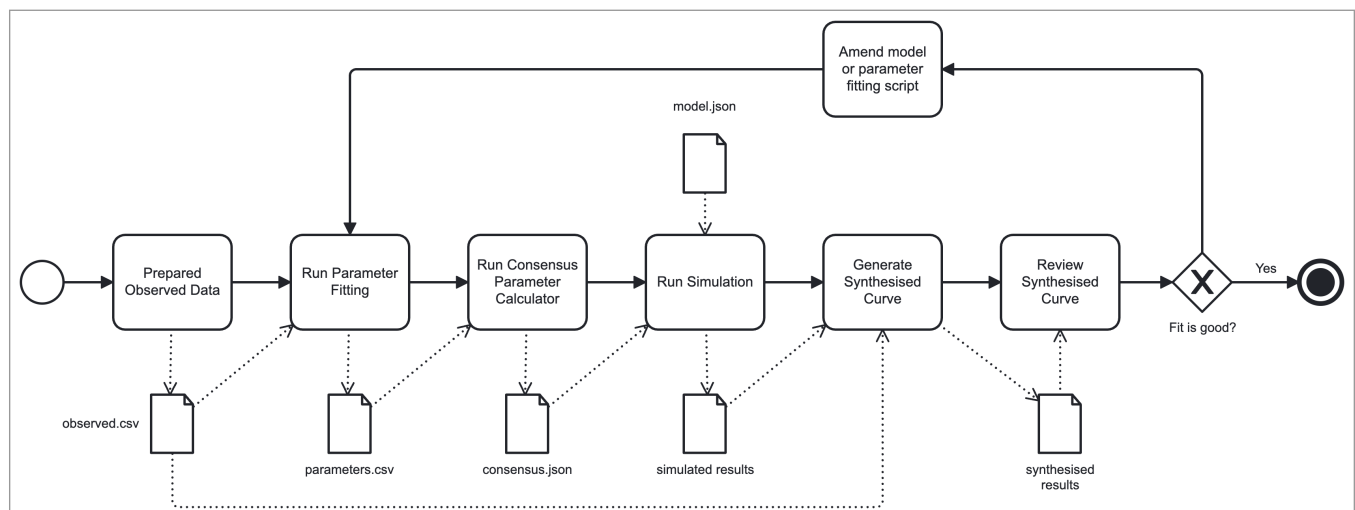 Amend model
or parameter
fitting script
model.json
Prepared
Observed Data
Run Parameter
Fitting
Run Consensus
Parameter
Calculator
Run Simulation
Generate
Synthesised
Curve
Review
Synthesised
Curve
X
Yes
Fit is good?
observed.csv
parameters.csv
consensus.json
simulated results
synthesised
results